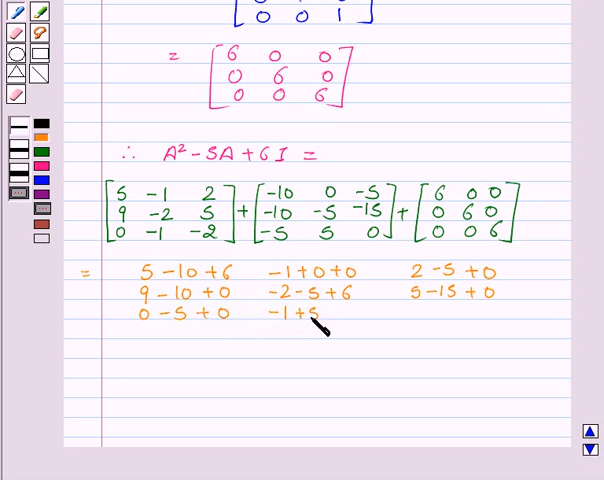 0 0 1
= [6 0 0
0 6 0
0 0 6]
∴ A² - 5A + 6I =
[5 -1 2
9 -2 5
0 -1 -2] + [-10 0 -5
-10 -5 -15
-5 5 0] + [6 0 0
0 6 0
0 0 6]
= 5-10+6 -1+0+0 2-5+0
9-10+0 -2-5+6 5-15+0
0-5+0 -1+5